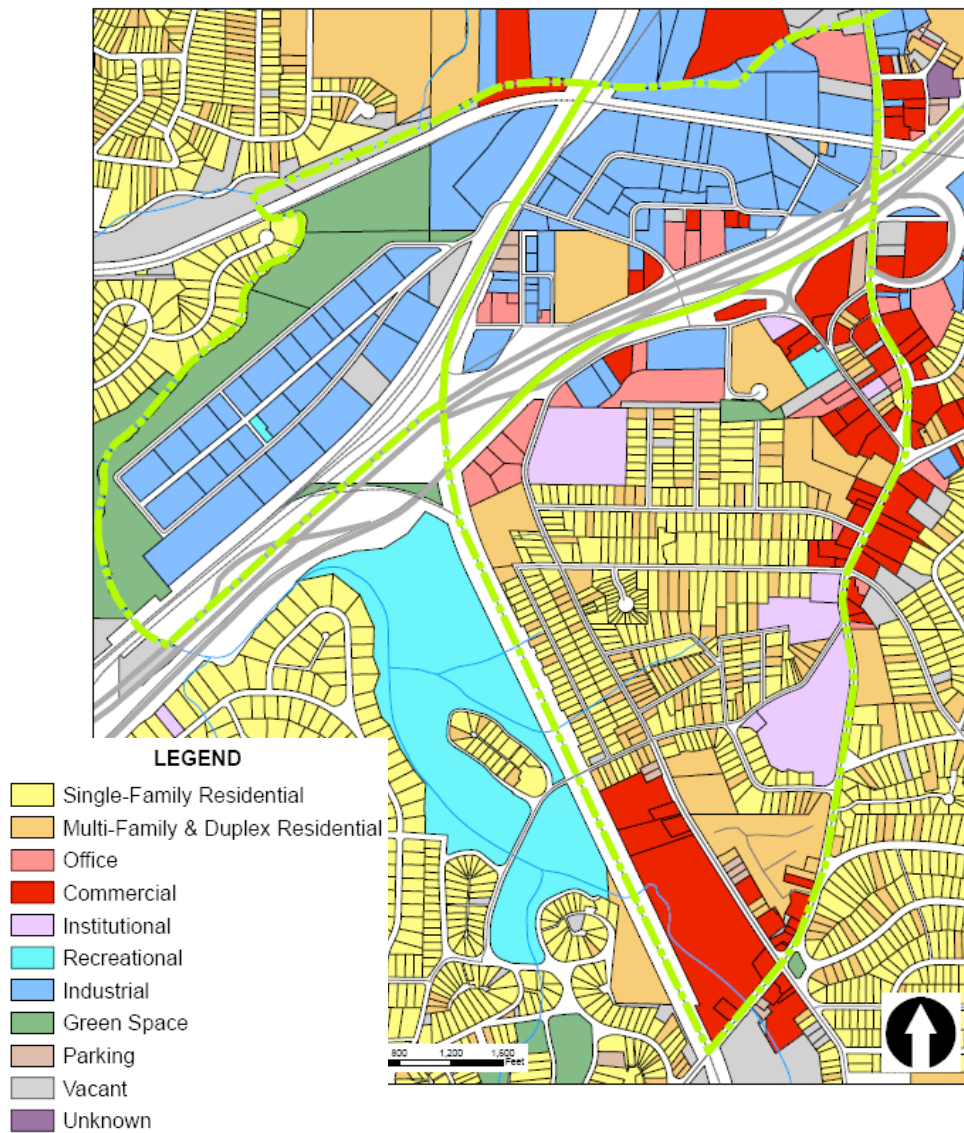 LEGEND
Single-Family Residential
Multi-Family & Duplex Residential
Office
Commercial
Institutional
Recreational
Industrial
Green Space
Parking
Vacant
Unknown
800 1,200 1,600
Feet